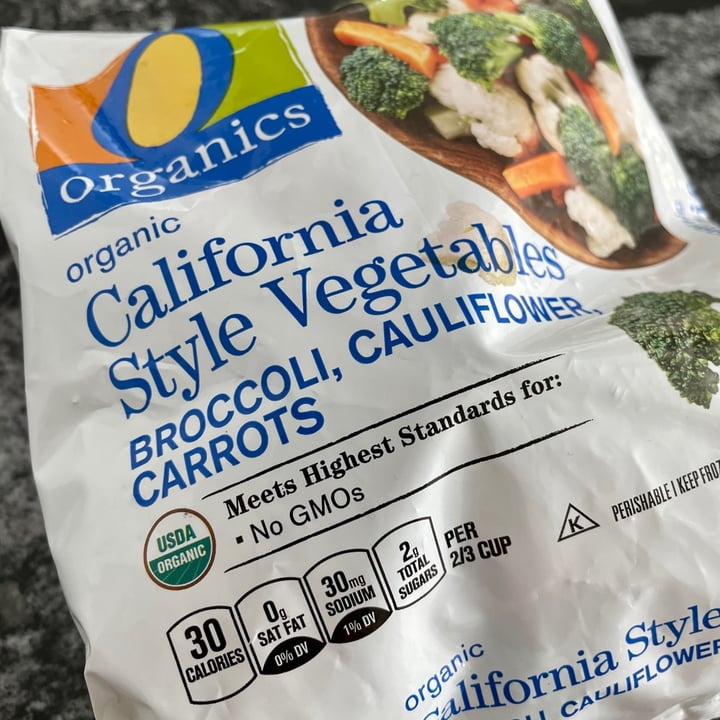 O
Organics
organic
California
Style Vegetables
BROCCOLI, CAULIFLOWER,
CARROTS
Meets Highest Standards for:
▪ No GMOs
USDA
ORGANIC
30
CALORIES
0g
SAT FAT
0% DV
30mg
SODIUM
1% DV
2g
TOTAL
SUGARS
PER
2/3 CUP
K
PERISHABLE | KEEP FRO
organic
California Style
CAULIFLOWER